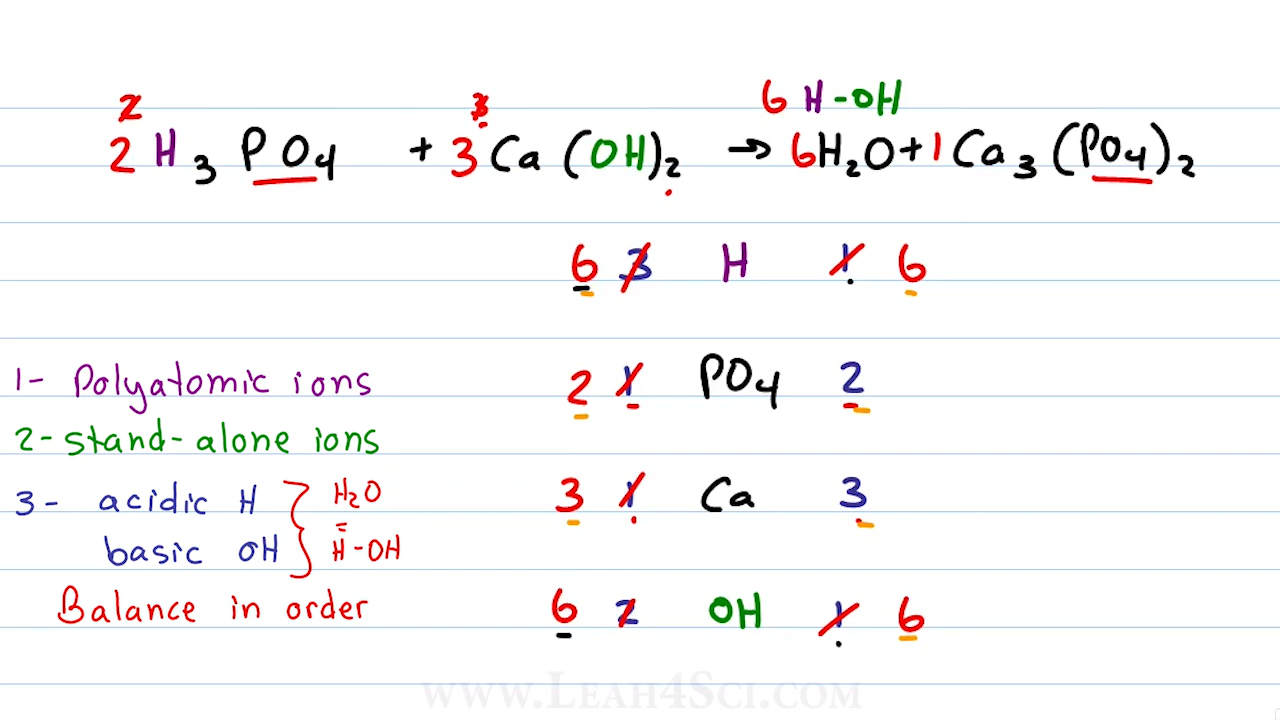 2 3 6 H-OH
2 H3PO4 + 3 Ca(OH)2 → 6H2O + 1 Ca3(PO4)2
6 3 H 1 6
1- Polyatomic ions
2 1 PO4 2
2- stand-alone ions
3- acidic H } H2O
3 1 Ca 3
basic OH } H-OH
Balance in order
6 2 OH 1 6
www.Leah4Sci.com